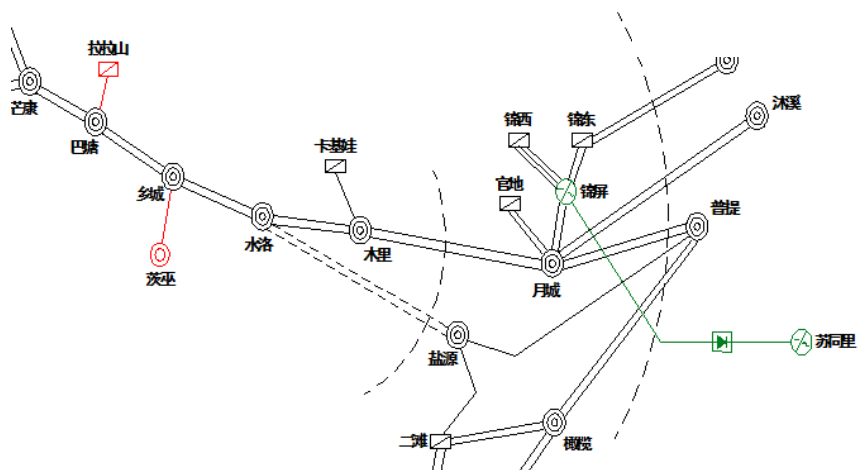 拉拉山
芒康
巴塘
锦西
锦东
沐溪
卡基娃
乡城
官地
锦屏
普提
水洛
木里
茨巫
月城
苏同里
盐源
二滩
橄榄